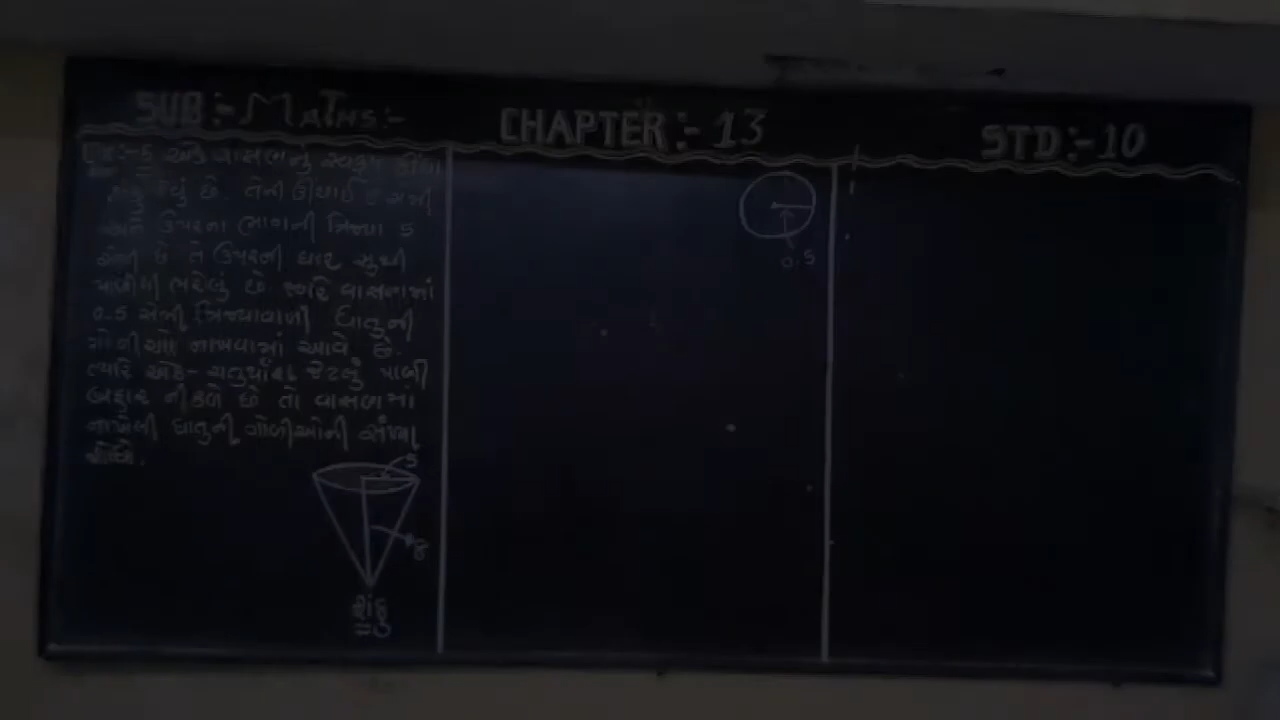 SUB:- MATHS:-
CHAPTER:- 13
STD:- 10
દા:-5 એક વાસણનું સ્વરૂપ ઊંધા
શંકુ જેવું છે. તેની ઊંચાઈ 8 સેમી
અને ઉપરના ભાગની ત્રિજ્યા 5
સેમી છે તે ઉપરની ધાર સુધી
પાણીથી ભરેલું છે. જ્યારે વાસણમાં
0.5 સેમી ત્રિજ્યાવાળી ધાતુની
ગોળીઓ નાખવામાં આવે છે.
ત્યારે એક-ચતુર્થાંશ જેટલું પાણી
બહાર નીકળે છે તો વાસણમાં
નાખેલી ધાતુની ગોળીઓની સંખ્યા
શોધો.
5
8
શંકુ
0.5